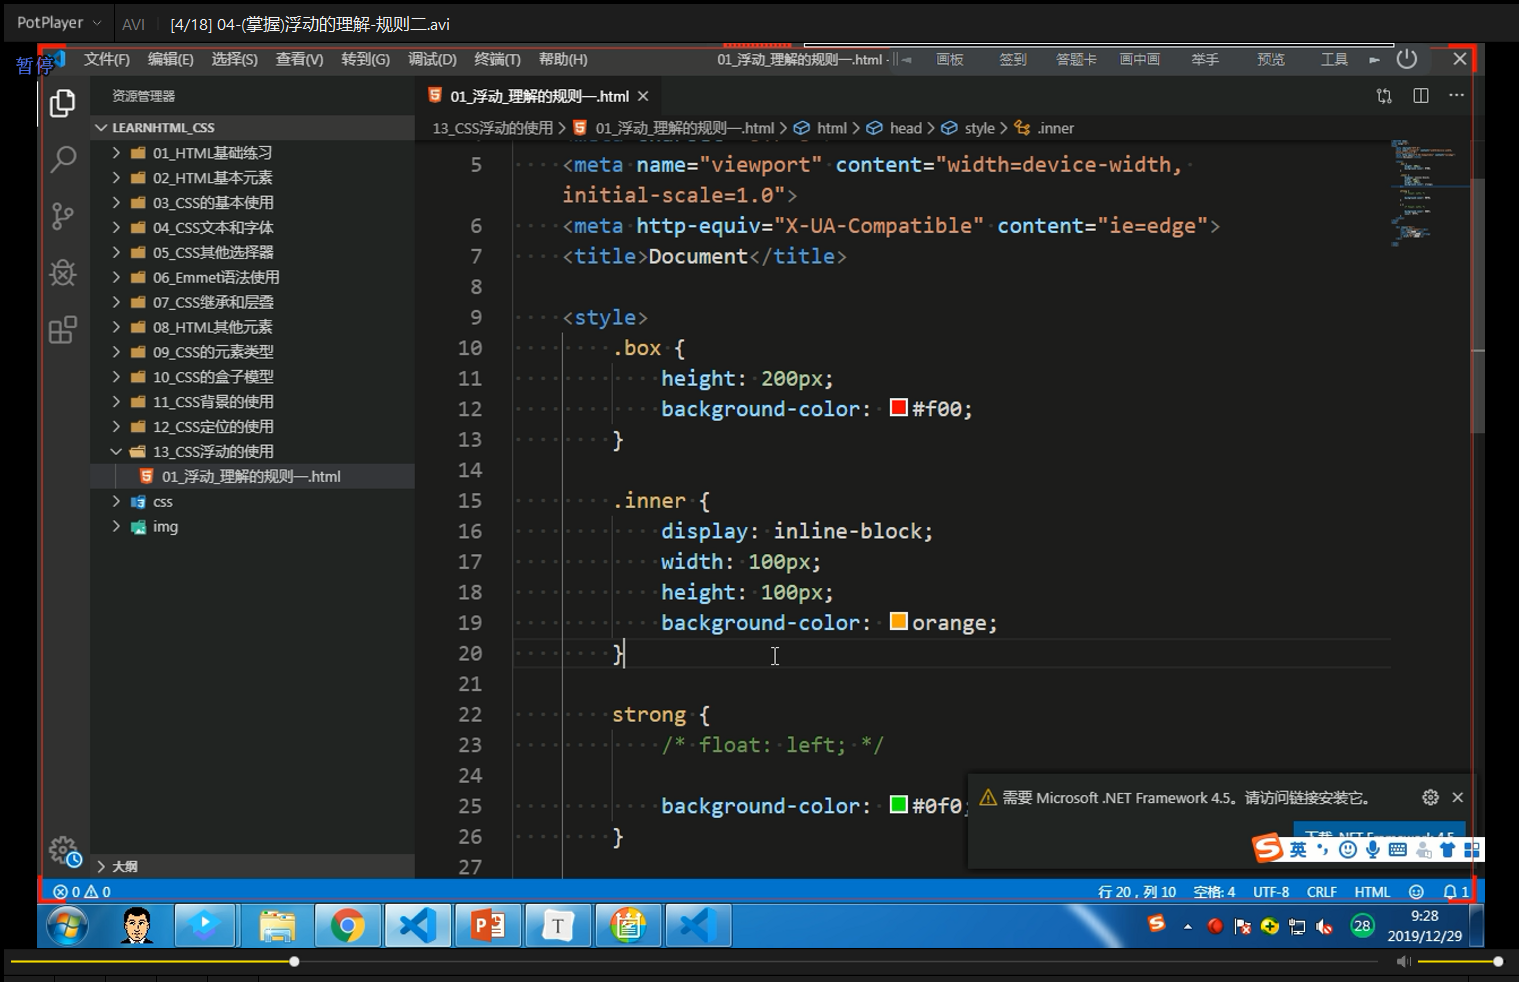 PotPlayer
AVI
[4/18] 04-(掌握)浮动的理解-规则二.avi
暂停
文件(F) 编辑(E) 选择(S) 查看(V) 转到(G) 调试(D) 终端(T) 帮助(H)
01_浮动_理解的规则一.html -
画板 签到 答题卡 画中画 举手 预览 工具
资源管理器
01_浮动_理解的规则一.html
LEARNHTML_CSS
13_CSS浮动的使用 > 01_浮动_理解的规则一.html > html > head > style > .inner
01_HTML基础练习
02_HTML基本元素
03_CSS的基本使用
04_CSS文本和字体
05_CSS其他选择器
06_Emmet语法使用
07_CSS继承和层叠
08_HTML其他元素
09_CSS的元素类型
10_CSS的盒子模型
11_CSS背景的使用
12_CSS定位的使用
13_CSS浮动的使用
01_浮动_理解的规则一.html
css
img
大纲
5 <meta name="viewport" content="width=device-width,
initial-scale=1.0">
6 <meta http-equiv="X-UA-Compatible" content="ie=edge">
7 <title>Document</title>
8
9 <style>
10 .box {
11 height: 200px;
12 background-color: #f00;
13 }
14
15 .inner {
16 display: inline-block;
17 width: 100px;
18 height: 100px;
19 background-color: orange;
20 }
21
22 strong {
23 /* float: left; */
24
25 background-color: #0f0;
26 }
27
需要 Microsoft .NET Framework 4.5。请访问链接安装它。
英
0 0
行 20，列 10 空格: 4 UTF-8 CRLF HTML 1
28
9:28
2019/12/29